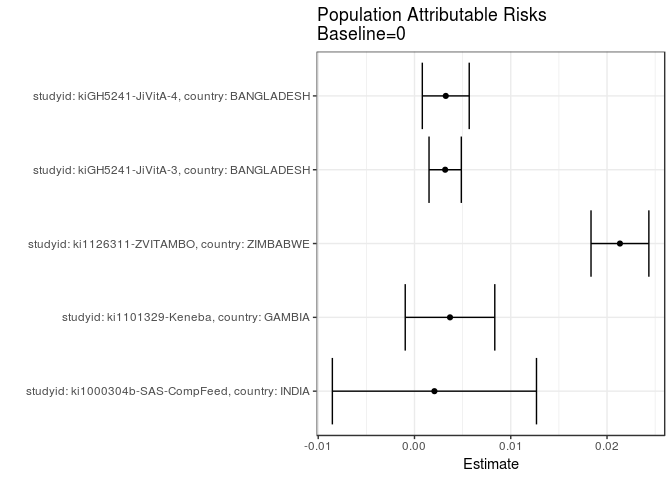 Population Attributable Risks
Baseline=0
studyid: kiGH5241-JiVitA-4, country: BANGLADESH
studyid: kiGH5241-JiVitA-3, country: BANGLADESH
studyid: ki1126311-ZVITAMBO, country: ZIMBABWE
studyid: ki1101329-Keneba, country: GAMBIA
studyid: ki1000304b-SAS-CompFeed, country: INDIA
-0.01 0.00 0.01 0.02
Estimate